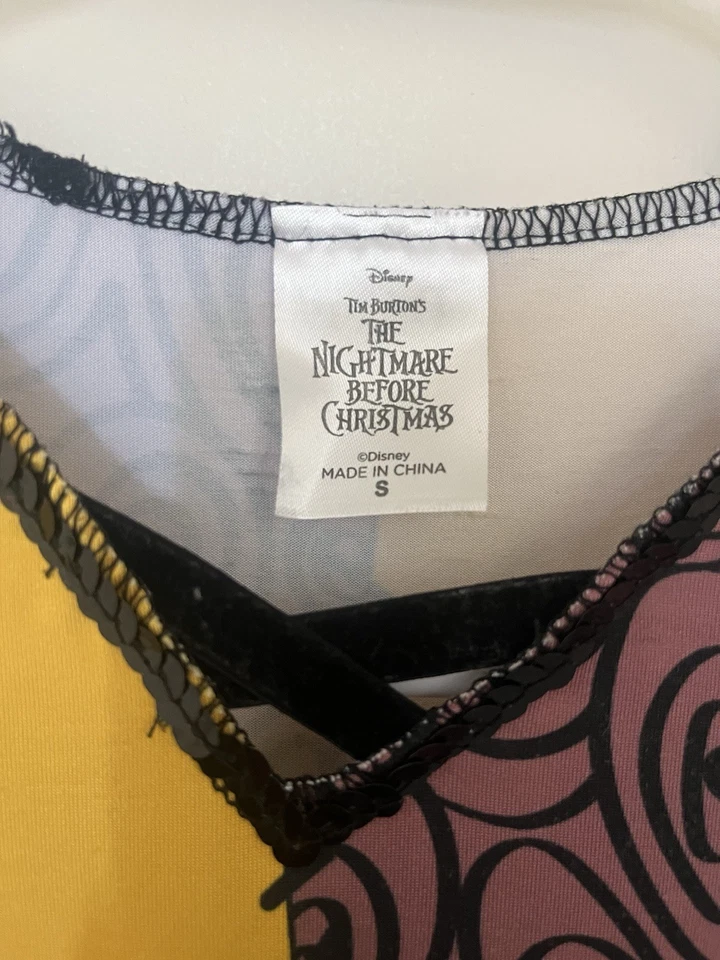 Disney
TIM BURTON'S
THE
NIGHTMARE
BEFORE
CHRISTMAS
©Disney
MADE IN CHINA
S